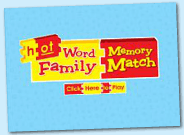 hot Word Memory
Family Match
Click Here to Play